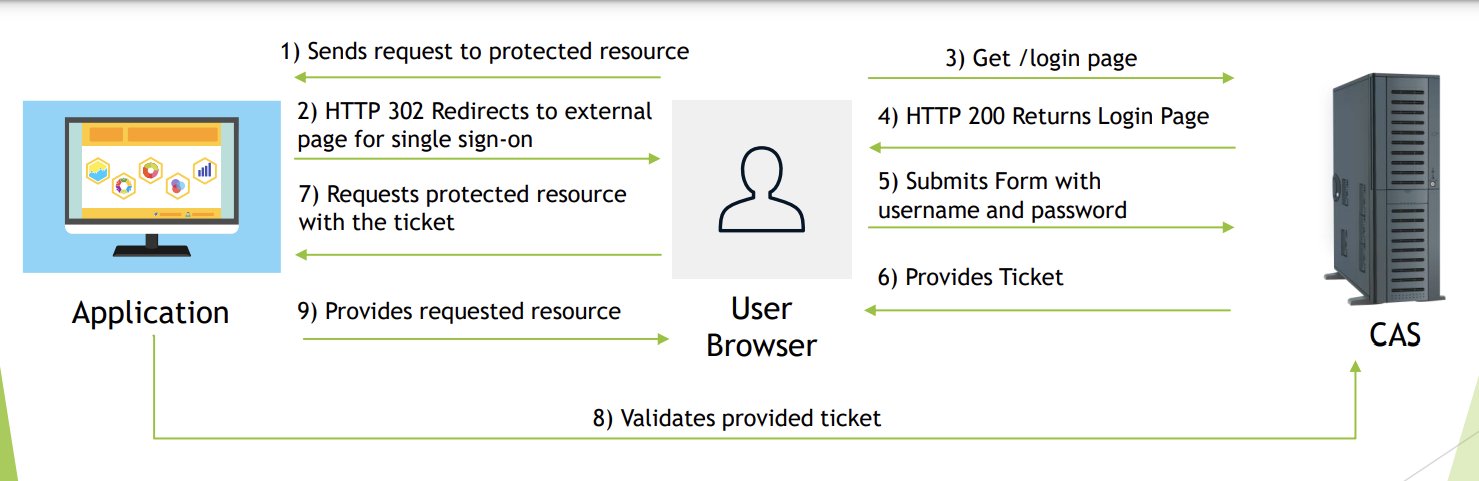 1) Sends request to protected resource
3) Get /login page
2) HTTP 302 Redirects to external
page for single sign-on
4) HTTP 200 Returns Login Page
7) Requests protected resource
with the ticket
5) Submits Form with
username and password
6) Provides Ticket
9) Provides requested resource
Application
User
Browser
CAS
8) Validates provided ticket